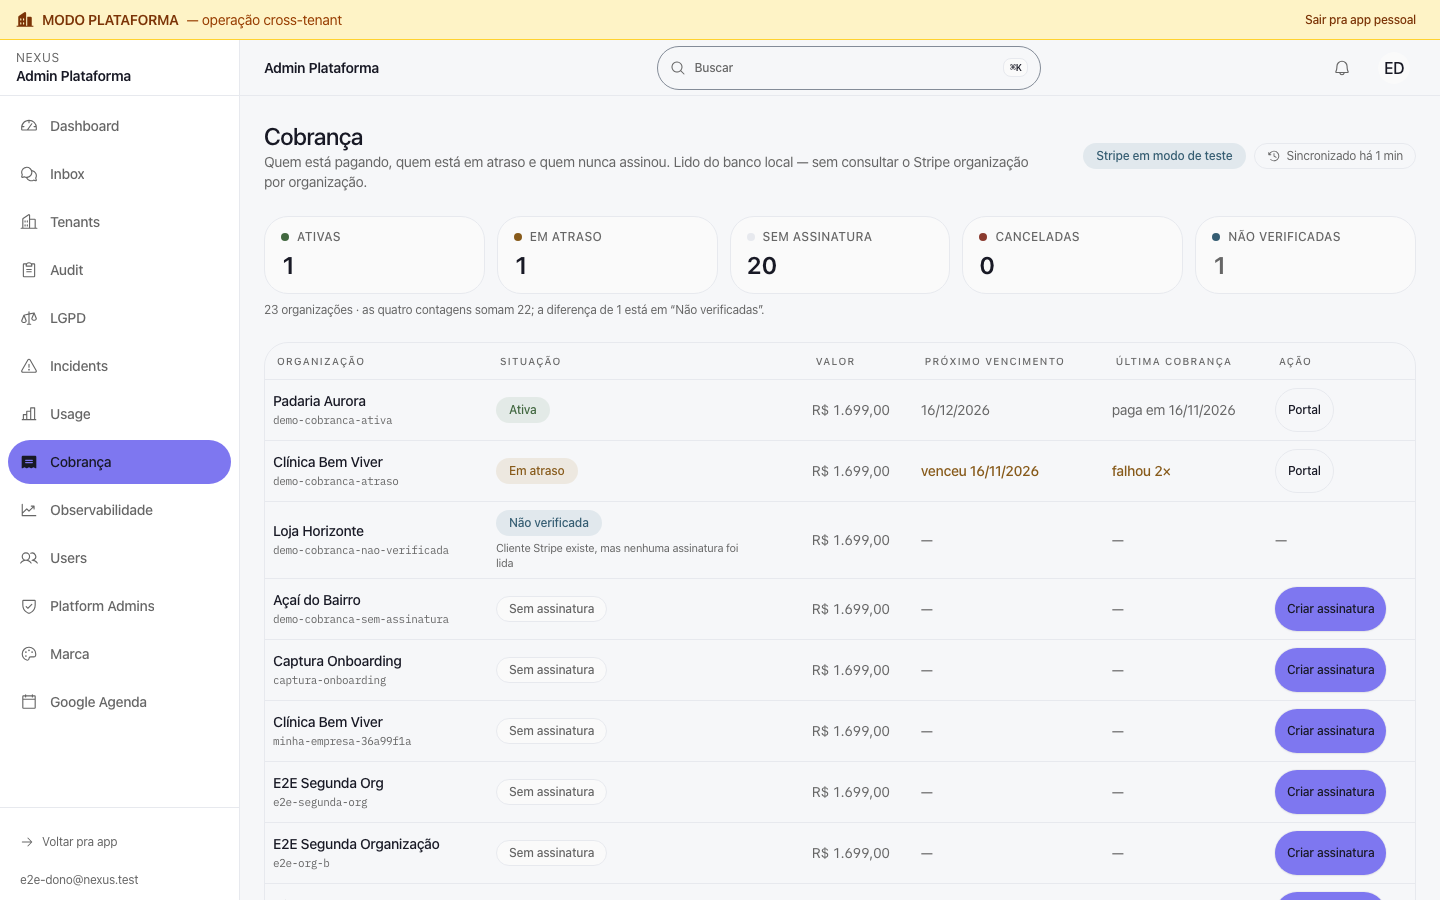 MODO PLATAFORMA — operação cross-tenant
Sair pra app pessoal
NEXUS
Admin Plataforma
Admin Plataforma
Buscar
⌘K
ED
Dashboard
Inbox
Tenants
Audit
LGPD
Incidents
Usage
Cobrança
Observabilidade
Users
Platform Admins
Marca
Google Agenda
Voltar pra app
e2e-dono@nexus.test
Cobrança
Quem está pagando, quem está em atraso e quem nunca assinou. Lido do banco local — sem consultar o Stripe organização
por organização.
Stripe em modo de teste
Sincronizado há 1 min
ATIVAS
1
EM ATRASO
1
SEM ASSINATURA
20
CANCELADAS
0
NÃO VERIFICADAS
1
23 organizações · as quatro contagens somam 22; a diferença de 1 está em “Não verificadas”.
ORGANIZAÇÃO SITUAÇÃO VALOR PRÓXIMO VENCIMENTO ÚLTIMA COBRANÇA AÇÃO
Padaria Aurora
demo-cobranca-ativa
Ativa
R$ 1.699,00
16/12/2026
paga em 16/11/2026
Portal
Clínica Bem Viver
demo-cobranca-atraso
Em atraso
R$ 1.699,00
venceu 16/11/2026
falhou 2×
Portal
Loja Horizonte
demo-cobranca-nao-verificada
Não verificada
Cliente Stripe existe, mas nenhuma assinatura foi
lida
R$ 1.699,00
—
—
—
Açaí do Bairro
demo-cobranca-sem-assinatura
Sem assinatura
R$ 1.699,00
—
—
Criar assinatura
Captura Onboarding
captura-onboarding
Sem assinatura
R$ 1.699,00
—
—
Criar assinatura
Clínica Bem Viver
minha-empresa-36a99f1a
Sem assinatura
R$ 1.699,00
—
—
Criar assinatura
E2E Segunda Org
e2e-segunda-org
Sem assinatura
R$ 1.699,00
—
—
Criar assinatura
E2E Segunda Organização
e2e-org-b
Sem assinatura
R$ 1.699,00
—
—
Criar assinatura